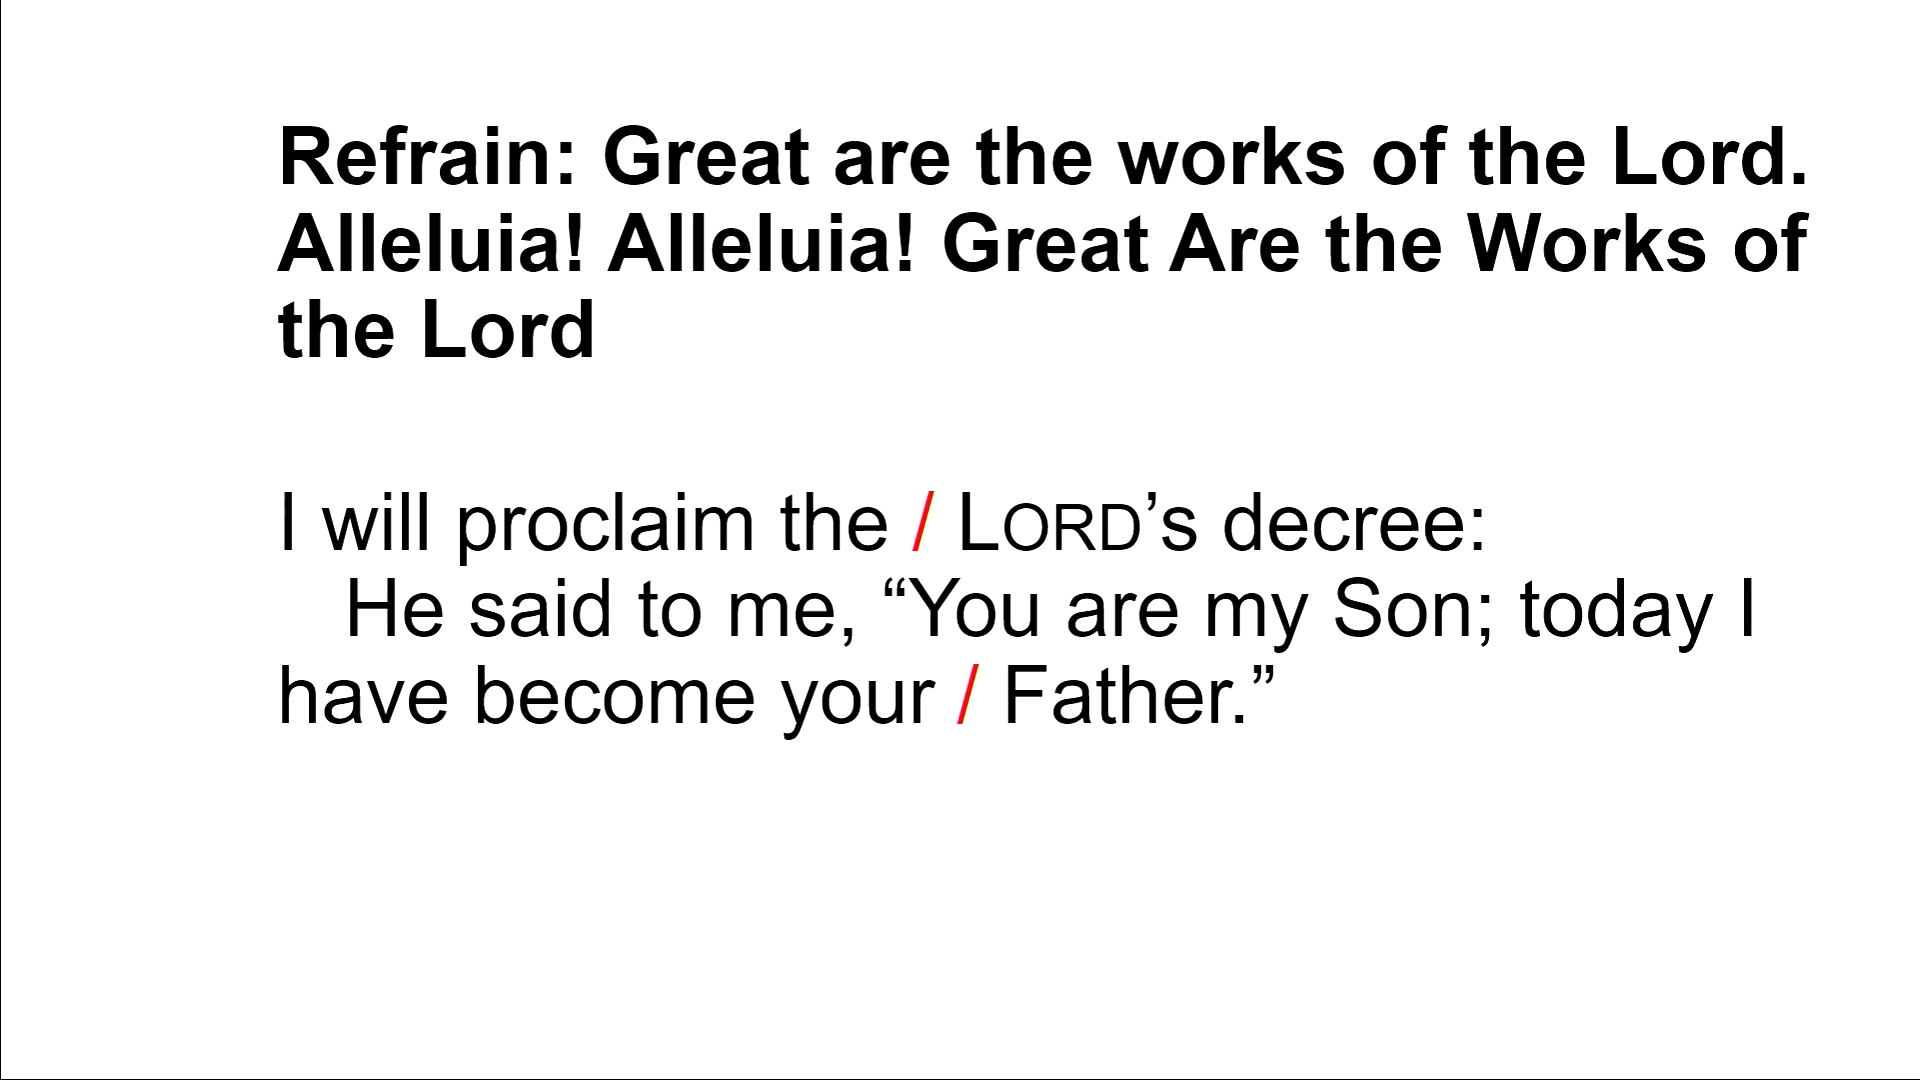 Refrain: Great are the works of the Lord.
Alleluia! Alleluia! Great Are the Works of
the Lord
I will proclaim the / LORD’s decree:
He said to me, “You are my Son; today I
have become your / Father.”